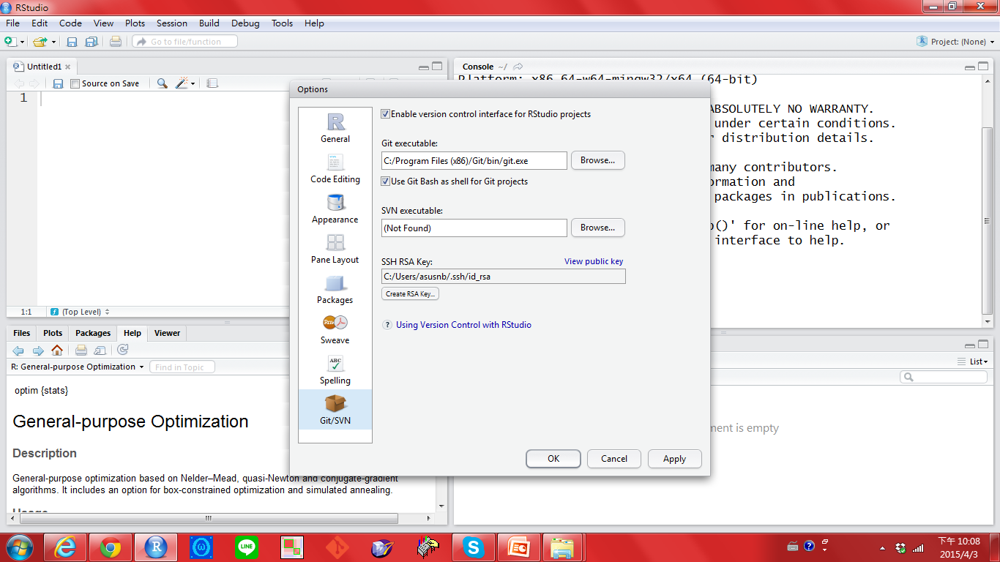 RStudio
File Edit Code View Plots Session Build Debug Tools Help
Go to file/function
Project: (None)
Untitled1
Source on Save
1
1:1 (Top Level)
Console ~/
Platform: x86_64-w64-mingw32/x64 (64-bit)
ABSOLUTELY NO WARRANTY.
under certain conditions.
distribution details.
many contributors.
and
packages in publications.
()' for on-line help, or
interface to help.
Options
General
Code Editing
Appearance
Pane Layout
Packages
Sweave
ABC
Spelling
Git/SVN
Enable version control interface for RStudio projects
Git executable:
C:/Program Files (x86)/Git/bin/git.exe
Browse...
Use Git Bash as shell for Git projects
SVN executable:
(Not Found)
Browse...
SSH RSA Key:
View public key
C:/Users/asusnb/.ssh/id_rsa
Create RSA Key...
? Using Version Control with RStudio
OK Cancel Apply
Files Plots Packages Help Viewer
R: General-purpose Optimization
Find in Topic
optim {stats}
General-purpose Optimization
Description
General-purpose optimization based on Nelder–Mead, quasi-Newton and conjugate-gradient
algorithms. It includes an option for box-constrained optimization and simulated annealing.
Usage
List
ment is empty
LINE
下午 10:08
2015/4/3